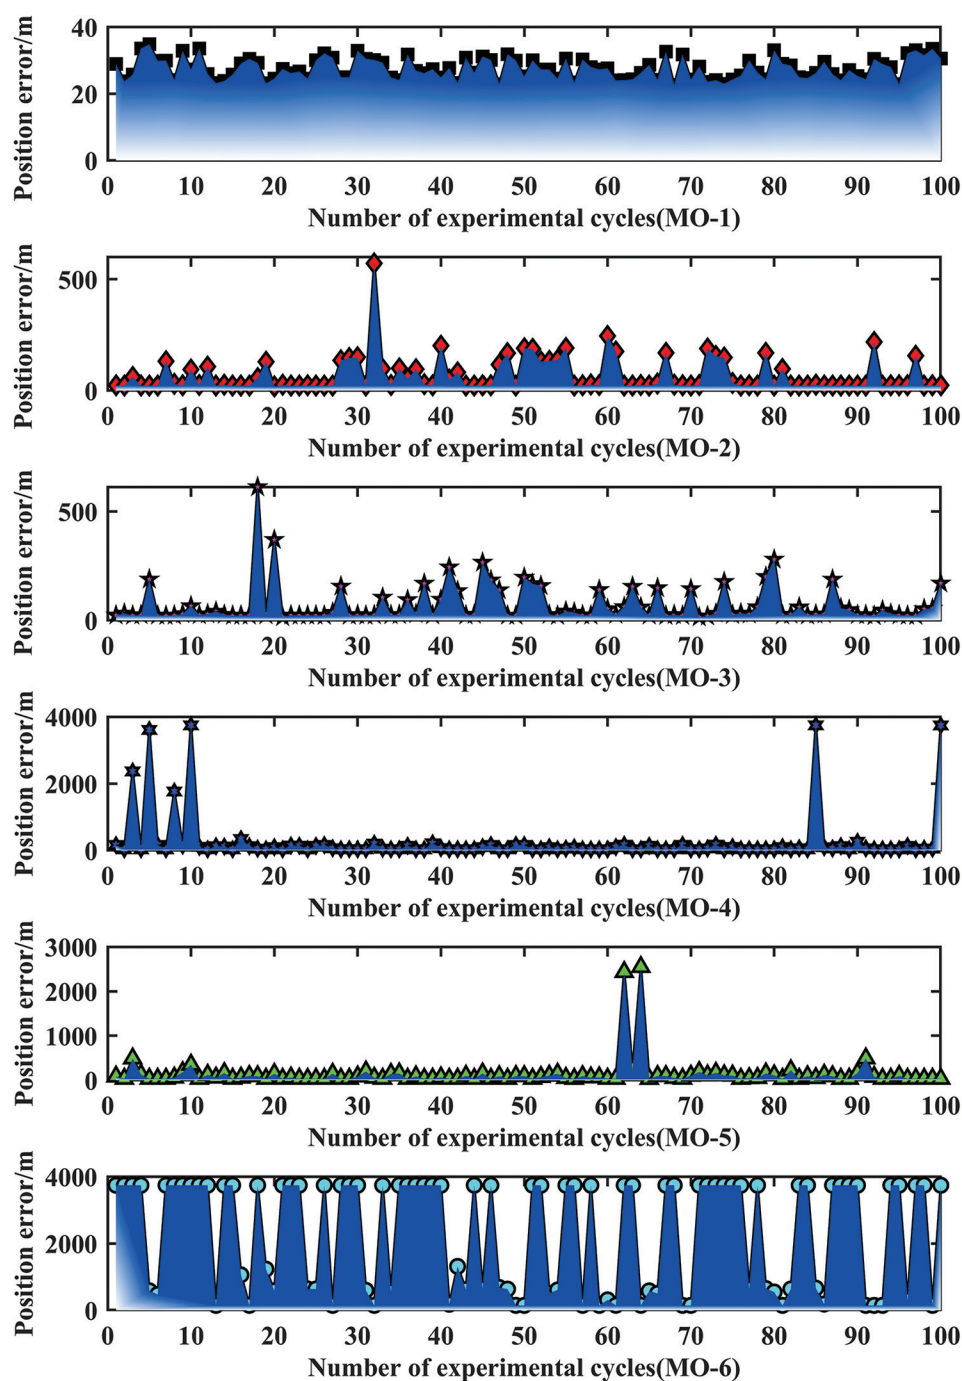 Position error/m
40
20
0
0 10 20 30 40 50 60 70 80 90 100
Number of experimental cycles(MO-1)
Position error/m
500
0
0 10 20 30 40 50 60 70 80 90 100
Number of experimental cycles(MO-2)
Position error/m
500
0
0 10 20 30 40 50 60 70 80 90 100
Number of experimental cycles(MO-3)
Position error/m
4000
2000
0
0 10 20 30 40 50 60 70 80 90 100
Number of experimental cycles(MO-4)
Position error/m
3000
2000
1000
0
0 10 20 30 40 50 60 70 80 90 100
Number of experimental cycles(MO-5)
Position error/m
4000
2000
0
0 10 20 30 40 50 60 70 80 90 100
Number of experimental cycles(MO-6)